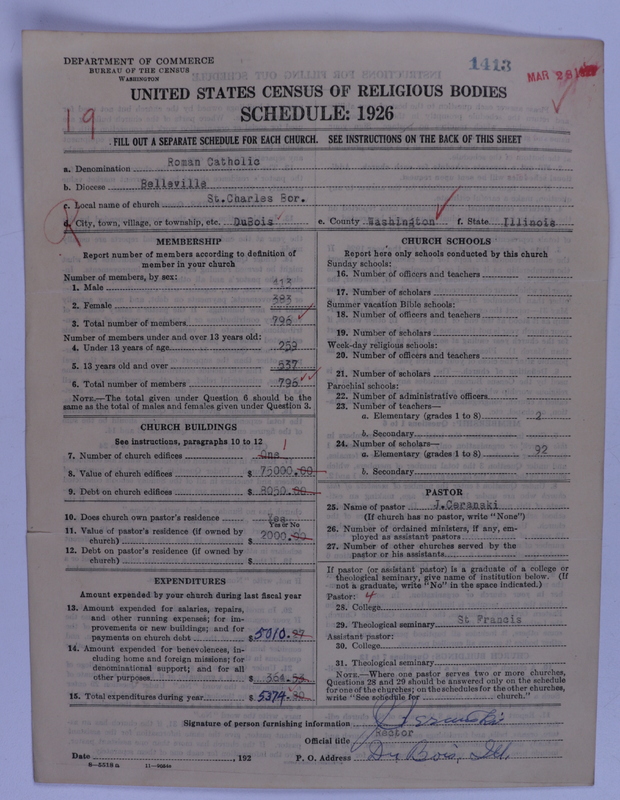 DEPARTMENT OF COMMERCE
BUREAU OF THE CENSUS
WASHINGTON
1413
MAR 26
UNITED STATES CENSUS OF RELIGIOUS BODIES
SCHEDULE: 1926
19
FILL OUT A SEPARATE SCHEDULE FOR EACH CHURCH. SEE INSTRUCTIONS ON THE BACK OF THIS SHEET
a. Denomination Roman Catholic
b. Diocese Belleville
c. Local name of church St.Charles Bor.
d. City, town, village, or township, etc. DuBois e. County Washington f. State Illinois
MEMBERSHIP
Report number of members according to definition of
member in your church
Number of members, by sex:
1. Male 413
2. Female 383
3. Total number of members 796
Number of members under and over 13 years old:
4. Under 13 years of age 259
5. 13 years old and over 537
6. Total number of members 796
NOTE.—The total given under Question 6 should be the
same as the total of males and females given under Question 3.
CHURCH BUILDINGS
See instructions, paragraphs 10 to 12
7. Number of church edifices One 1
8. Value of church edifices $ 75000.00
9. Debt on church edifices $ 8050.00
10. Does church own pastor's residence Yes
Yes or No
11. Value of pastor's residence (if owned by
church) $ 2000.00
12. Debt on pastor's residence (if owned by
church) $
EXPENDITURES
Amount expended by your church during last fiscal year
13. Amount expended for salaries, repairs,
and other running expenses; for im-
provements or new buildings; and for
payments on church debt $ 5010.
14. Amount expended for benevolences, in-
cluding home and foreign missions; for
denominational support; and for all
other purposes $ 364.
15. Total expenditures during year $ 5374.
CHURCH SCHOOLS
Report here only schools conducted by this church
Sunday schools:
16. Number of officers and teachers
17. Number of scholars
Summer vacation Bible schools:
18. Number of officers and teachers
19. Number of scholars
Week-day religious schools:
20. Number of officers and teachers
21. Number of scholars
Parochial schools:
22. Number of administrative officers
23. Number of teachers—
a. Elementary (grades 1 to 8) 2
b. Secondary
24. Number of scholars—
a. Elementary (grades 1 to 8) 92
b. Secondary
PASTOR
25. Name of pastor J.Ceranski
(If church has no pastor, write "None")
26. Number of ordained ministers, if any, em-
ployed as assistant pastors
27. Number of other churches served by the
pastor or his assistants
If pastor (or assistant pastor) is a graduate of a college or
theological seminary, give name of institution below. (If
not a graduate, write "No" in the space indicated.)
Pastor: 4
28. College
29. Theological seminary St Francis
Assistant pastor:
30. College
31. Theological seminary
NOTE.—Where one pastor serves two or more churches,
Questions 28 and 29 should be answered only on the schedule
for one of the churches; on the schedules for the other churches,
write "See schedule for church."
Signature of person furnishing information J. Ceranski
Official title Rector
Date , 192 P. O. Address Du Bois, Ill.